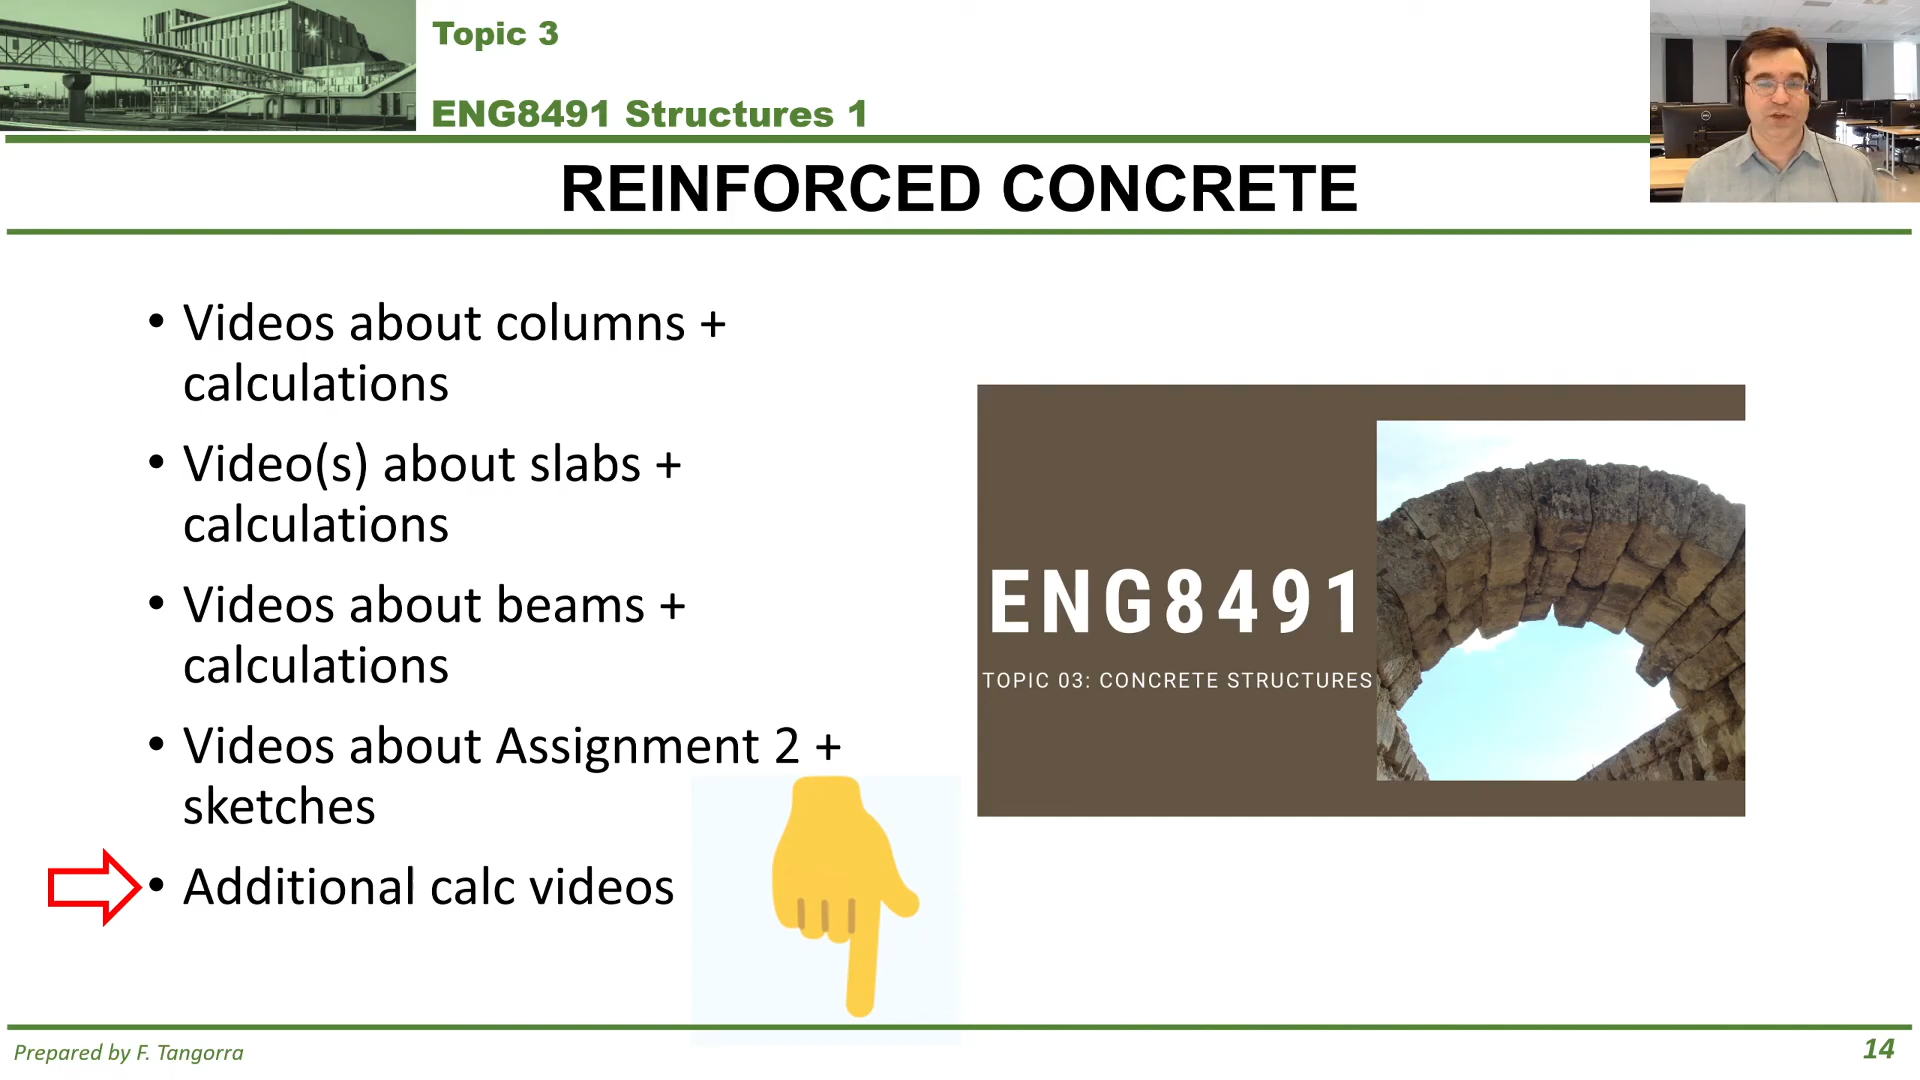 Topic 3
ENG8491 Structures 1
REINFORCED CONCRETE
• Videos about columns +
calculations
• Video(s) about slabs +
calculations
• Videos about beams +
calculations
• Videos about Assignment 2 +
sketches
• Additional calc videos
ENG8491
TOPIC 03: CONCRETE STRUCTURES
Prepared by F. Tangorra
14